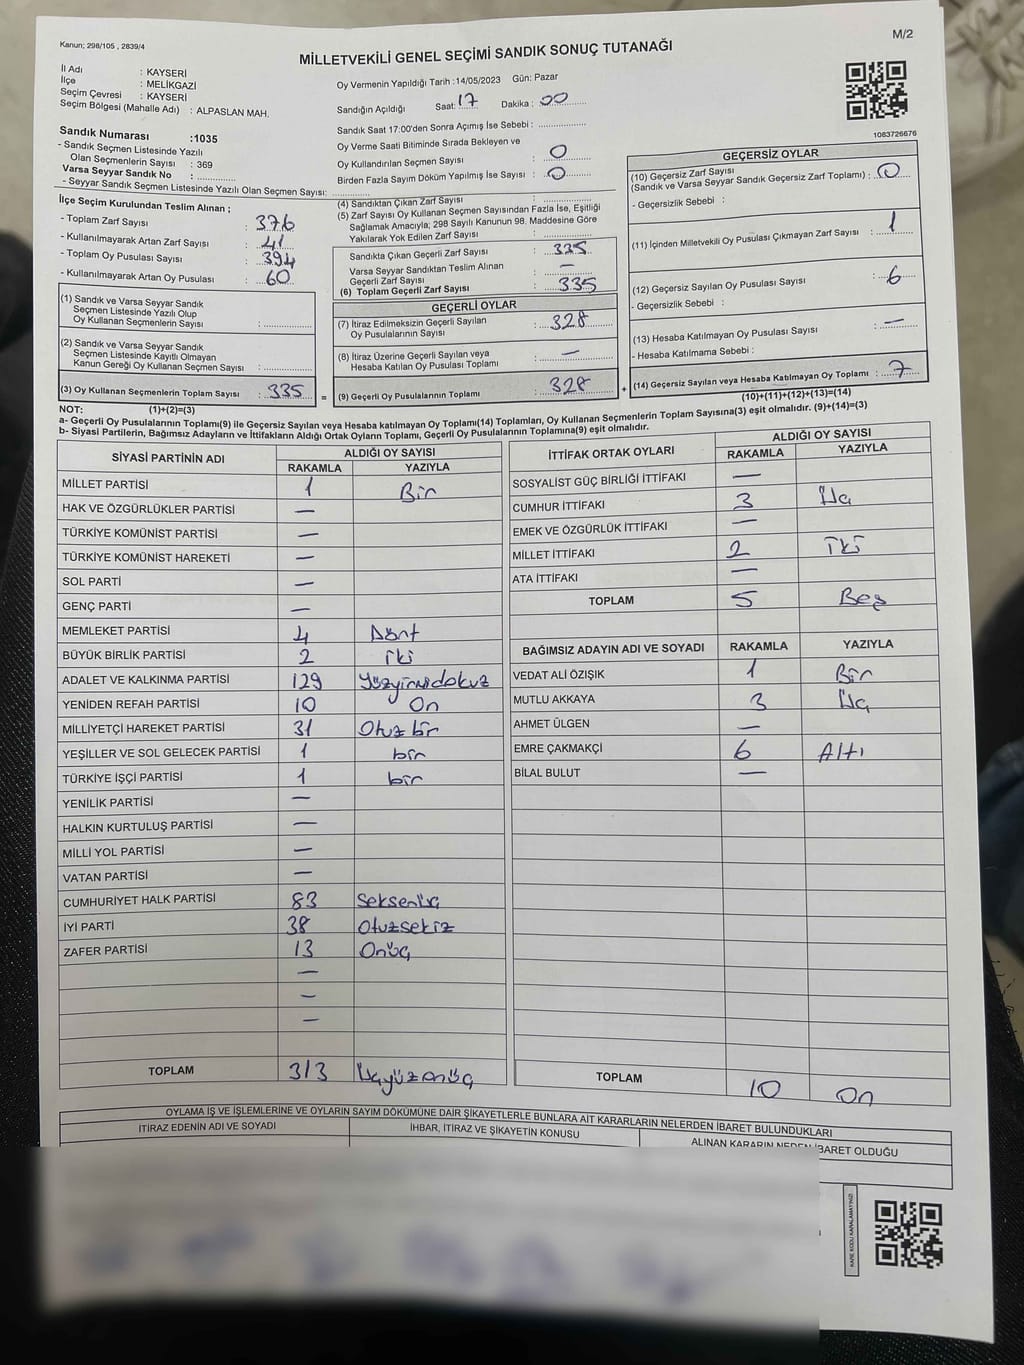 Kanun; 298/105 , 2839/4
M/2
MİLLETVEKİLİ GENEL SEÇİMİ SANDIK SONUÇ TUTANAĞI
İl Adı : KAYSERİ
İlçe : MELİKGAZİ
Seçim Çevresi : KAYSERİ
Seçim Bölgesi (Mahalle Adı) : ALPASLAN MAH.
Sandık Numarası :1035
- Sandık Seçmen Listesinde Yazılı
Olan Seçmenlerin Sayısı : 369
Varsa Seyyar Sandık No : ............
- Seyyar Sandık Seçmen Listesinde Yazılı Olan Seçmen Sayısı: ............
Oy Vermenin Yapıldığı Tarih :14/05/2023 Gün: Pazar
Sandığın Açıldığı Saat: 17 Dakika : 00
Sandık Saat 17:00'den Sonra Açımış İse Sebebi : ............
Oy Verme Saati Bitiminde Sırada Bekleyen ve
Oy Kullandırılan Seçmen Sayısı : 0
Birden Fazla Sayım Döküm Yapılmış İse Sayısı : 0
1083726676
İlçe Seçim Kurulundan Teslim Alınan ;
- Toplam Zarf Sayısı : 376
- Kullanılmayarak Artan Zarf Sayısı : 41
- Toplam Oy Pusulası Sayısı : 394
- Kullanılmayarak Artan Oy Pusulası : 60
(1) Sandık ve Varsa Seyyar Sandık
Seçmen Listesinde Yazılı Olup
Oy Kullanan Seçmenlerin Sayısı : ............
(2) Sandık ve Varsa Seyyar Sandık
Seçmen Listesinde Kayıtlı Olmayan
Kanun Gereği Oy Kullanan Seçmen Sayısı : ............
(3) Oy Kullanan Seçmenlerin Toplam Sayısı : 335 =
(4) Sandıktan Çıkan Zarf Sayısı : ............
(5) Zarf Sayısı Oy Kullanan Seçmen Sayısından Fazla İse, Eşitliği
Sağlamak Amacıyla; 298 Sayılı Kanunun 98. Maddesine Göre
Yakılarak Yok Edilen Zarf Sayısı : ............
Sandıkta Çıkan Geçerli Zarf Sayısı : 335
Varsa Seyyar Sandıktan Teslim Alınan
Geçerli Zarf Sayısı : —
(6) Toplam Geçerli Zarf Sayısı : 335
GEÇERLİ OYLAR
(7) İtiraz Edilmeksizin Geçerli Sayılan
Oy Pusulalarının Sayısı : 328
(8) İtiraz Üzerine Geçerli Sayılan veya
Hesaba Katılan Oy Pusulası Toplamı : —
(9) Geçerli Oy Pusulalarının Toplamı : 328 +
GEÇERSİZ OYLAR
(10) Geçersiz Zarf Sayısı
(Sandık ve Varsa Seyyar Sandık Geçersiz Zarf Toplamı) : 0
- Geçersizlik Sebebi :
(11) İçinden Milletvekili Oy Pusulası Çıkmayan Zarf Sayısı : 1
(12) Geçersiz Sayılan Oy Pusulası Sayısı : 6
- Geçersizlik Sebebi :
(13) Hesaba Katılmayan Oy Pusulası Sayısı : —
- Hesaba Katılmama Sebebi :
(14) Geçersiz Sayılan veya Hesaba Katılmayan Oy Toplamı : 7
(10)+(11)+(12)+(13)=(14)
NOT: (1)+(2)=(3)
a- Geçerli Oy Pusulasının Toplamı(9) ile Geçersiz Sayılan veya Hesaba katılmayan Oy Toplamı(14) Toplamları, Oy Kullanan Seçmenlerin Toplam Sayısına(3) eşit olmalıdır. (9)+(14)=(3)
b- Siyasi Partilerin, Bağımsız Adayların ve İttifakların Aldığı Ortak Oyların Toplamı, Geçerli Oy Pusulalarının Toplamına(9) eşit olmalıdır.
SİYASİ PARTİNİN ADI ALDIĞI OY SAYISI
RAKAMLA YAZIYLA
MİLLET PARTİSİ 1 Bir
HAK VE ÖZGÜRLÜKLER PARTİSİ —
TÜRKİYE KOMÜNİST PARTİSİ —
TÜRKİYE KOMÜNİST HAREKETİ —
SOL PARTİ —
GENÇ PARTİ —
MEMLEKET PARTİSİ 4 Dört
BÜYÜK BİRLİK PARTİSİ 2 iki
ADALET VE KALKINMA PARTİSİ 129 Yüzyirmidokuz
YENİDEN REFAH PARTİSİ 10 On
MİLLİYETÇİ HAREKET PARTİSİ 31 Otuz bir
YEŞİLLER VE SOL GELECEK PARTİSİ 1 bir
TÜRKİYE İŞÇİ PARTİSİ 1 bir
YENİLİK PARTİSİ —
HALKIN KURTULUŞ PARTİSİ —
MİLLİ YOL PARTİSİ —
VATAN PARTİSİ —
CUMHURİYET HALK PARTİSİ 83 Seksenüç
İYİ PARTİ 38 Otuzsekiz
ZAFER PARTİSİ 13 Onüç
—
—
—
TOPLAM 313 Üçyüzonüç
İTTİFAK ORTAK OYLARI ALDIĞI OY SAYISI
RAKAMLA YAZIYLA
SOSYALİST GÜÇ BİRLİĞİ İTTİFAKI —
CUMHUR İTTİFAKI 3 Üç
EMEK VE ÖZGÜRLÜK İTTİFAKI —
MİLLET İTTİFAKI 2 İki
ATA İTTİFAKI —
TOPLAM 5 Beş
BAĞIMSIZ ADAYIN ADI VE SOYADI RAKAMLA YAZIYLA
VEDAT ALİ ÖZIŞIK 1 Bir
MUTLU AKKAYA 3 Üç
AHMET ÜLGEN —
EMRE ÇAKMAKÇİ 6 Altı
BİLAL BULUT —
TOPLAM 10 On
OYLAMA İŞ VE İŞLEMLERİNE VE OYLARIN SAYIM DÖKÜMÜNE DAİR ŞİKAYETLERLE BUNLARA AİT KARARLARIN NELERDEN İBARET BULUNDUKLARI
İTİRAZ EDENİN ADI VE SOYADI İHBAR, İTİRAZ VE ŞİKAYETİN KONUSU ALINAN KARARIN NEDEN İBARET OLDUĞU
KARE KODU KARALAMAYINIZ!